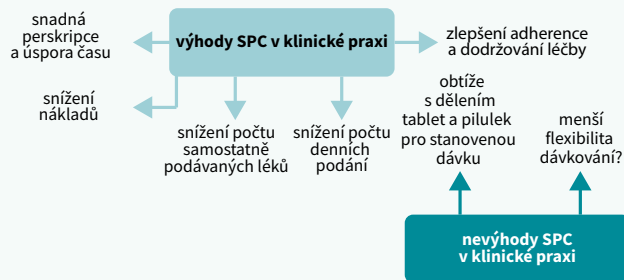 snadná
perskripce
a úspora času
výhody SPC v klinické praxi
zlepšení adherence
a dodržování léčby
snížení
nákladů
snížení počtu
samostatně
podávaných léků
snížení počtu
denních
podání
obtíže
s dělením
tablet a pilulek
pro stanovenou
dávku
menší
flexibilita
dávkování?
nevýhody SPC
v klinické praxi